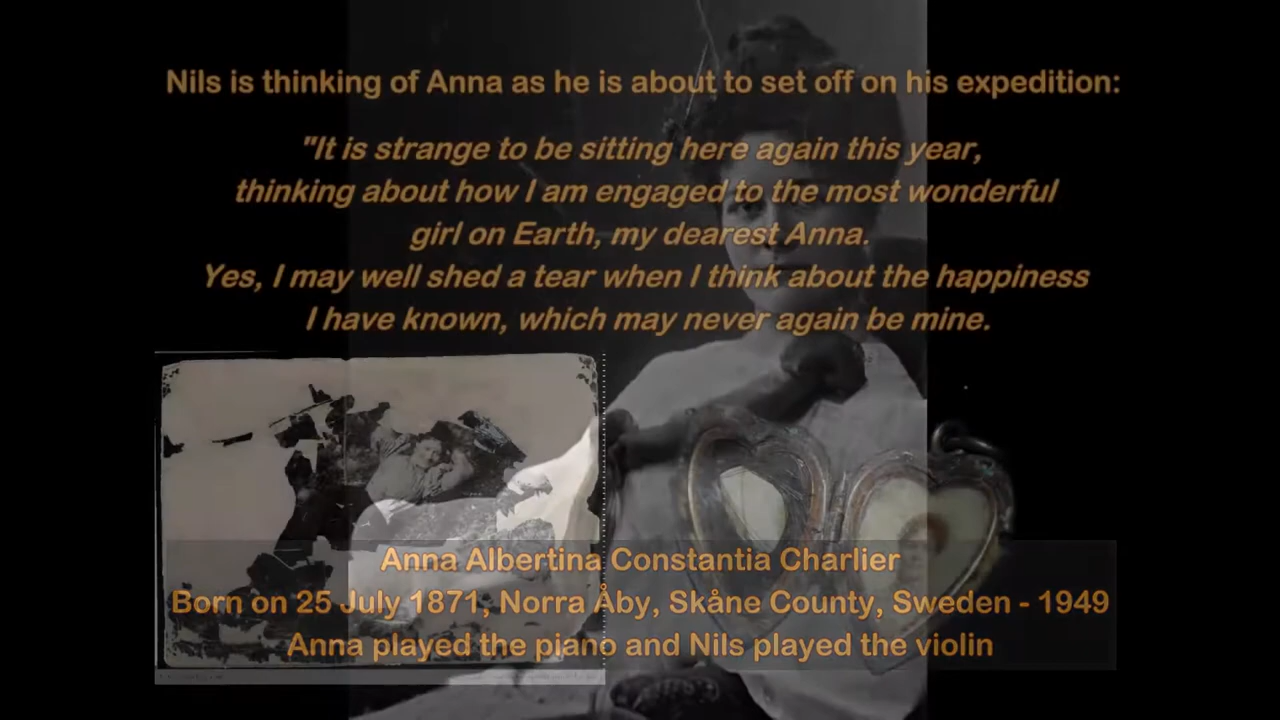 Nils is thinking of Anna as he is about to set off on his expedition:
"It is strange to be sitting here again this year,
thinking about how I am engaged to the most wonderful
girl on Earth, my dearest Anna.
Yes, I may well shed a tear when I think about the happiness
I have known, which may never again be mine.
Anna Albertina Constantia Charlier
Born on 25 July 1871, Norra Åby, Skåne County, Sweden - 1949
Anna played the piano and Nils played the violin